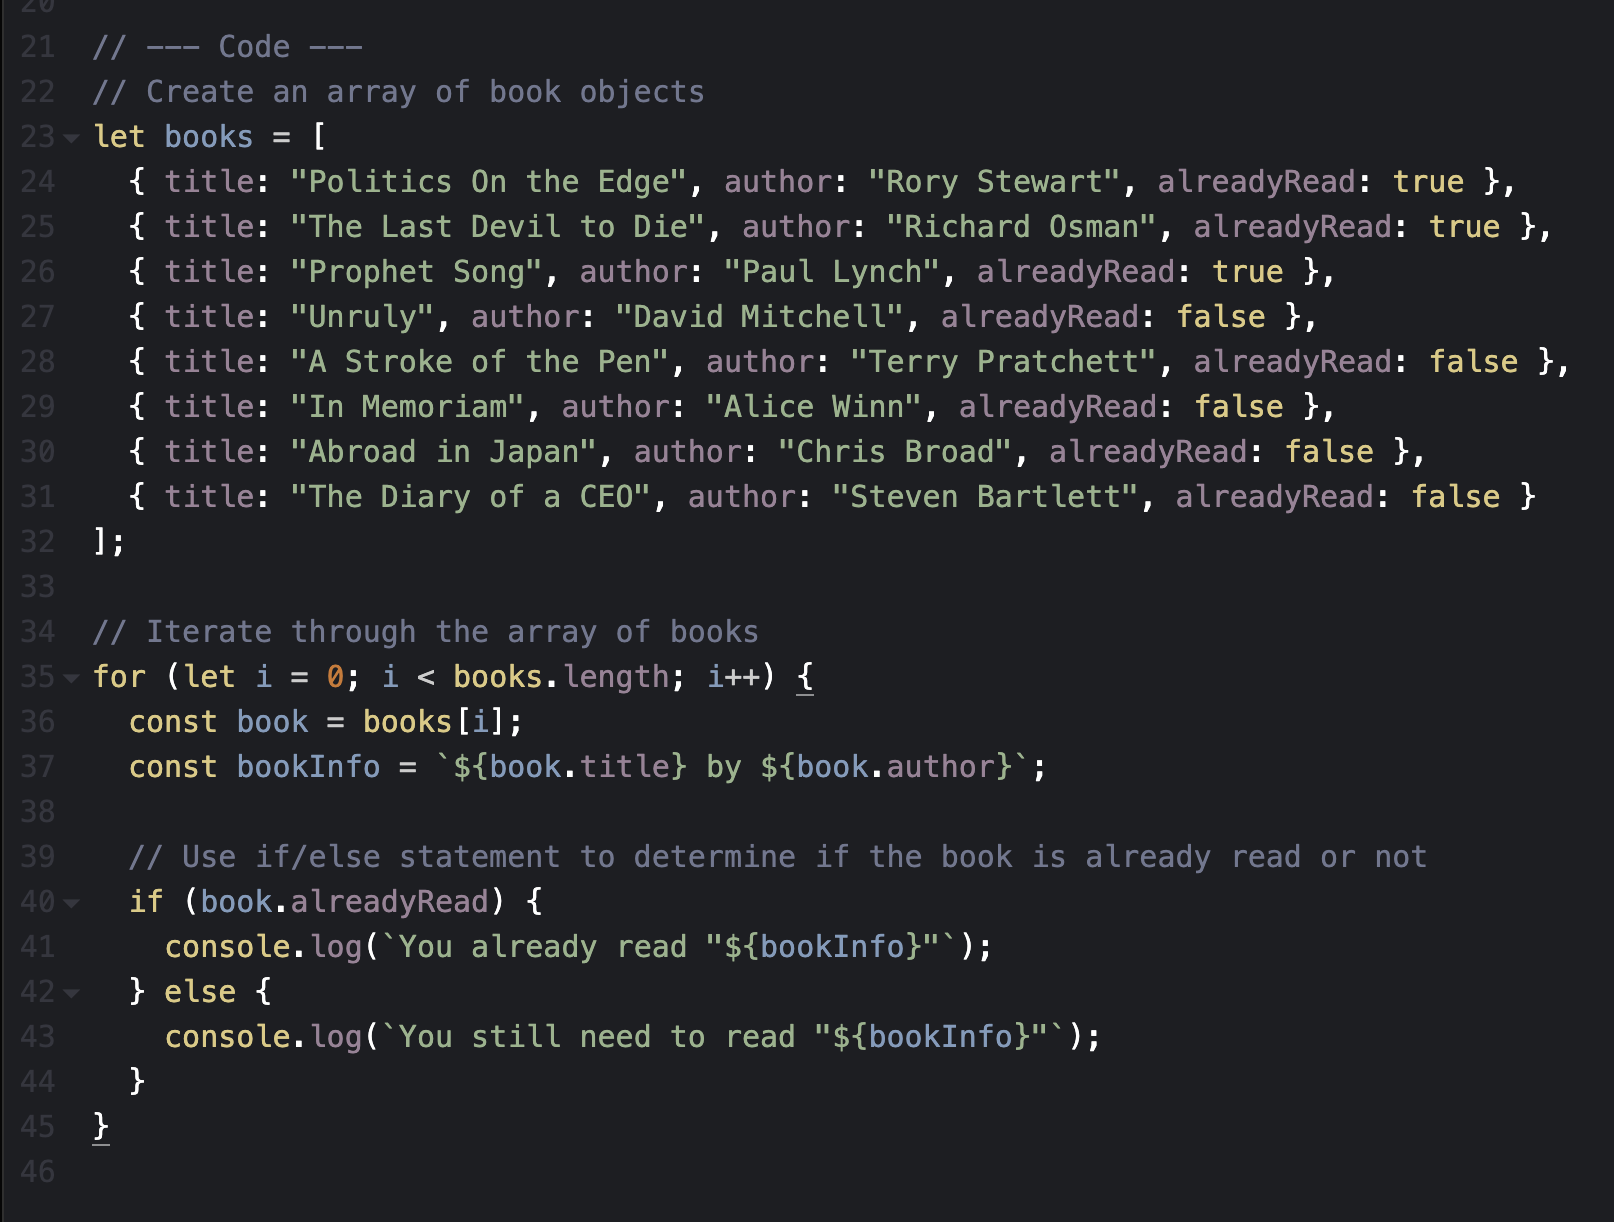 20
21 // --- Code ---
22 // Create an array of book objects
23 let books = [
24 { title: "Politics On the Edge", author: "Rory Stewart", alreadyRead: true },
25 { title: "The Last Devil to Die", author: "Richard Osman", alreadyRead: true },
26 { title: "Prophet Song", author: "Paul Lynch", alreadyRead: true },
27 { title: "Unruly", author: "David Mitchell", alreadyRead: false },
28 { title: "A Stroke of the Pen", author: "Terry Pratchett", alreadyRead: false },
29 { title: "In Memoriam", author: "Alice Winn", alreadyRead: false },
30 { title: "Abroad in Japan", author: "Chris Broad", alreadyRead: false },
31 { title: "The Diary of a CEO", author: "Steven Bartlett", alreadyRead: false }
32 ];
33
34 // Iterate through the array of books
35 for (let i = 0; i < books.length; i++) {
36 const book = books[i];
37 const bookInfo = `${book.title} by ${book.author}`;
38
39 // Use if/else statement to determine if the book is already read or not
40 if (book.alreadyRead) {
41 console.log(`You already read "${bookInfo}"`);
42 } else {
43 console.log(`You still need to read "${bookInfo}"`);
44 }
45 }
46